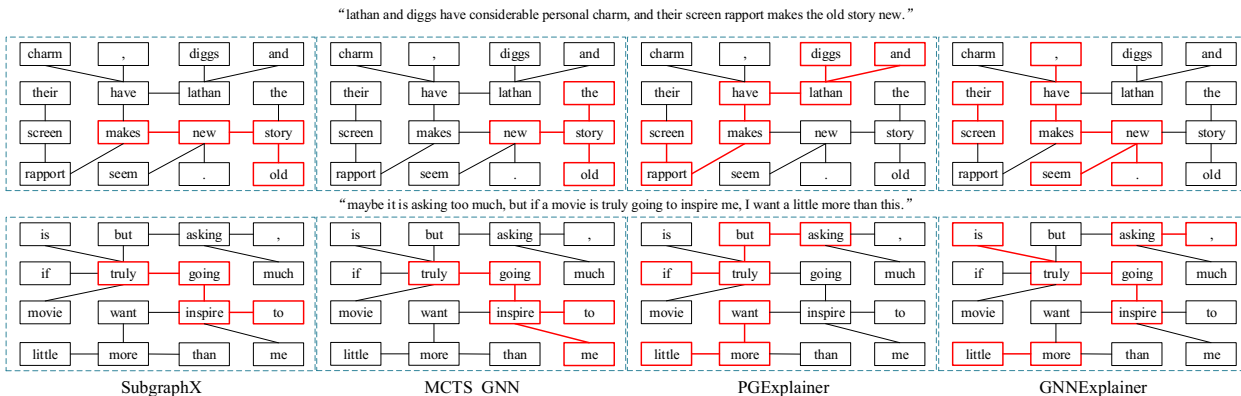 “lathan and diggs have considerable personal charm, and their screen rapport makes the old story new.”
charm , diggs and charm , diggs and charm , diggs and charm , diggs and
their have lathan the their have lathan the their have lathan the their have lathan the
screen makes new story screen makes new story screen makes new story screen makes new story
rapport seem . old rapport seem . old rapport seem . old rapport seem . old
“maybe it is asking too much, but if a movie is truly going to inspire me, I want a little more than this.”
is but asking , is but asking , is but asking , is but asking ,
if truly going much if truly going much if truly going much if truly going much
movie want inspire to movie want inspire to movie want inspire to movie want inspire to
little more than me little more than me little more than me little more than me
SubgraphX MCTS GNN PGExplainer GNNExplainer